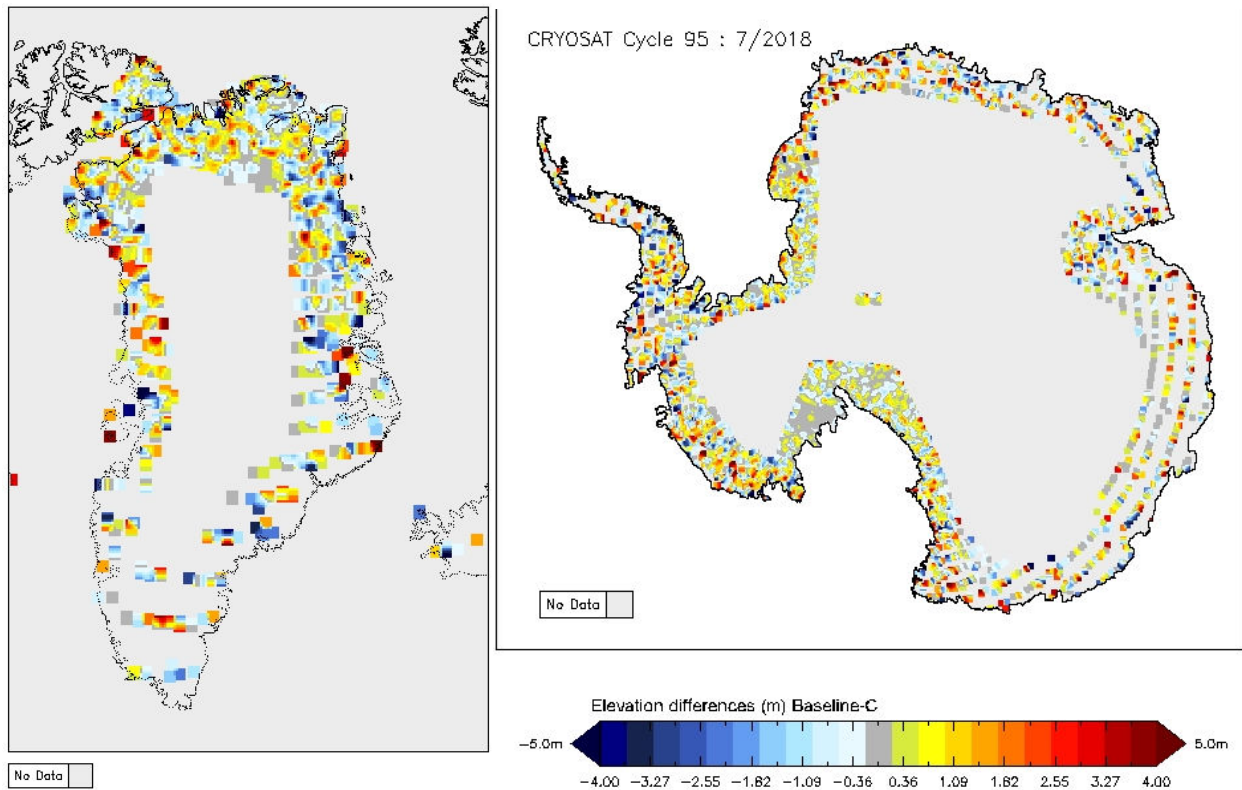 CRYOSAT Cycle 95 : 7/2018
No Data
No Data
Elevation differences (m) Baseline-C
-5.0m 5.0m
-4.00 -3.27 -2.55 -1.82 -1.09 -0.36 0.36 1.09 1.82 2.55 3.27 4.00